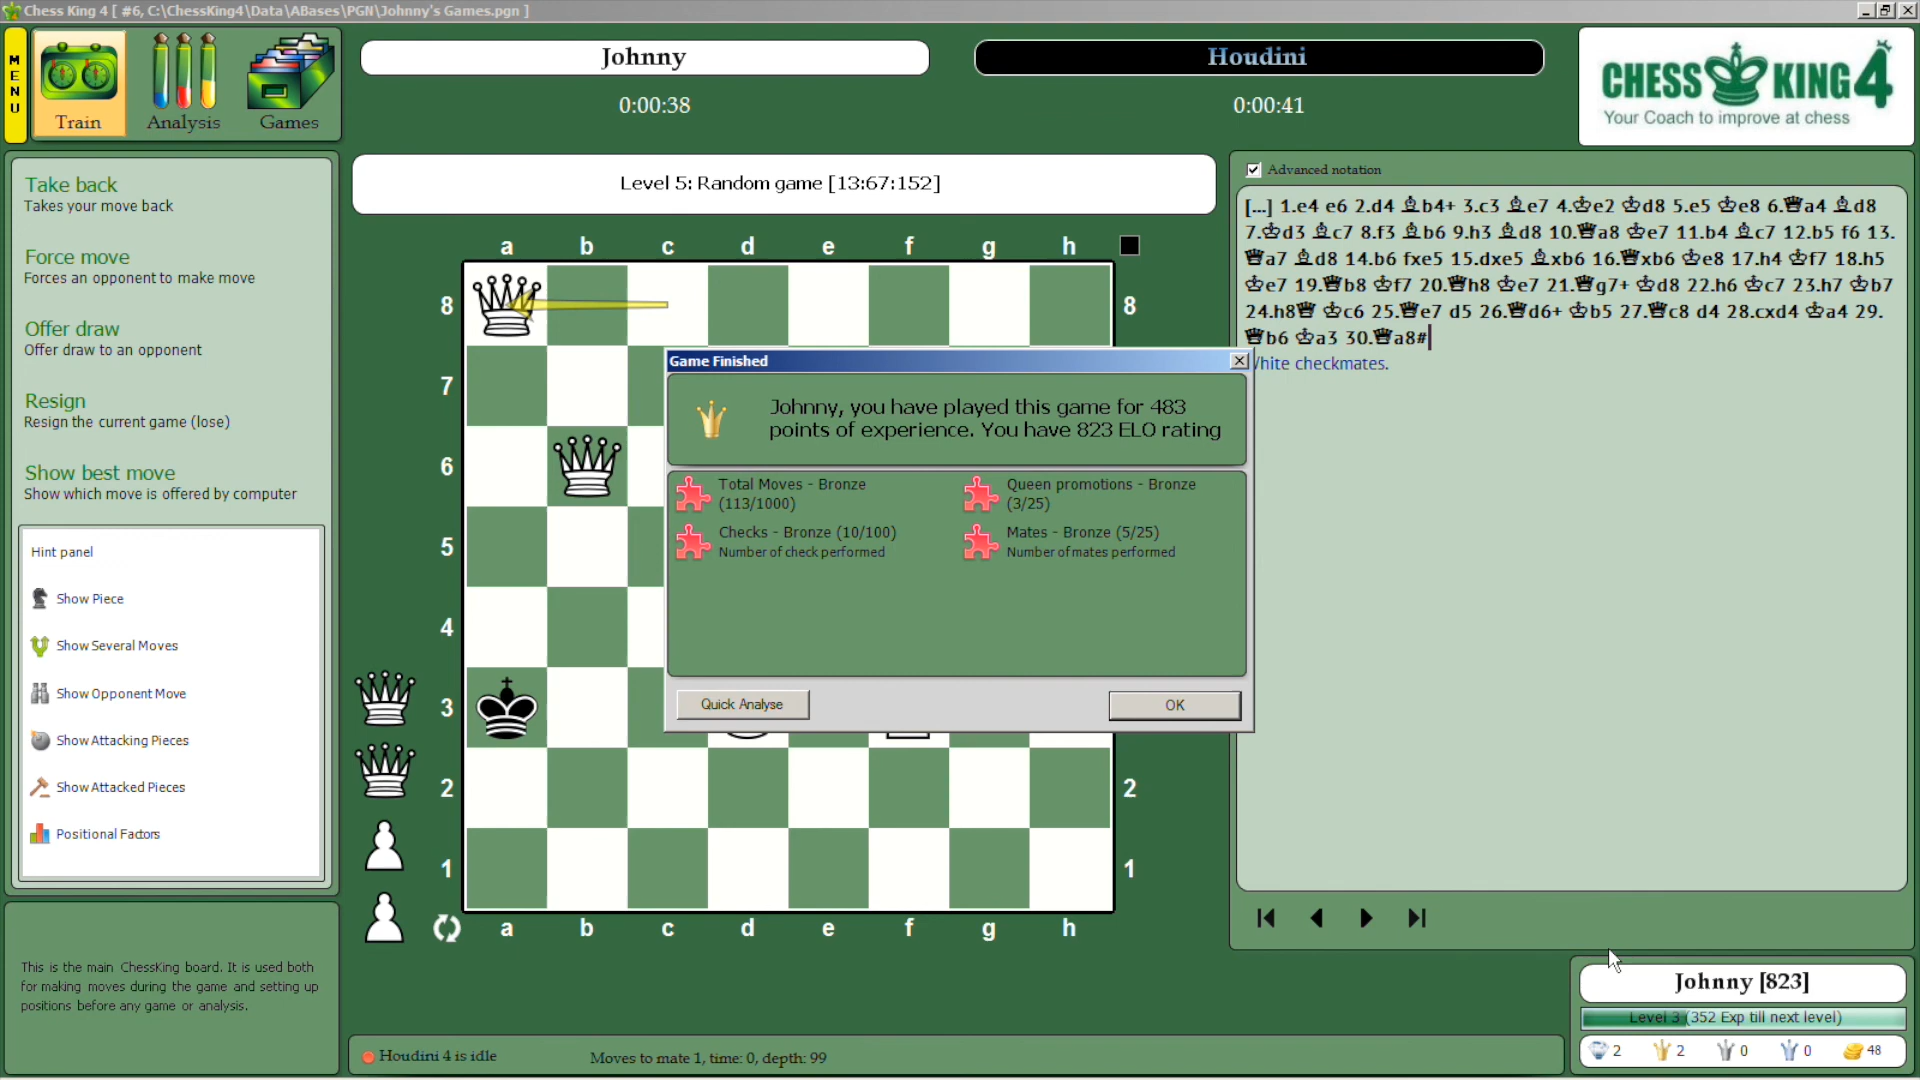 Chess King 4 [ #6, C:\ChessKing4\Data\ABases\PGN\Johnny's Games.pgn ]
MENU
Train
Analysis
Games
Johnny
Houdini
0:00:38
0:00:41
CHESS KING 4
Your Coach to improve at chess
Take back
Takes your move back
Force move
Forces an opponent to make move
Offer draw
Offer draw to an opponent
Resign
Resign the current game (lose)
Show best move
Show which move is offered by computer
Hint panel
Show Piece
Show Several Moves
Show Opponent Move
Show Attacking Pieces
Show Attacked Pieces
Positional Factors
This is the main ChessKing board. It is used both
for making moves during the game and setting up
positions before any game or analysis.
Level 5: Random game [13:67:152]
a b c d e f g h
8 8
7
6
5
4
3
2 2
1 1
a b c d e f g h
Game Finished
Johnny, you have played this game for 483
points of experience. You have 823 ELO rating
Total Moves - Bronze
(113/1000)
Queen promotions - Bronze
(3/25)
Checks - Bronze (10/100)
Number of check performed
Mates - Bronze (5/25)
Number of mates performed
Quick Analyse
OK
Advanced notation
[...] 1.e4 e6 2.d4 ♗b4+ 3.c3 ♗e7 4.♔e2 ♔d8 5.e5 ♔e8 6.♕a4 ♗d8
7.♔d3 ♗c7 8.f3 ♗b6 9.h3 ♗d8 10.♕a8 ♔e7 11.b4 ♗c7 12.b5 f6 13.
♕a7 ♗d8 14.b6 fxe5 15.dxe5 ♗xb6 16.♕xb6 ♔e8 17.h4 ♔f7 18.h5
♔e7 19.♕b8 ♔f7 20.♕h8 ♔e7 21.♕g7+ ♔d8 22.h6 ♔c7 23.h7 ♔b7
24.h8♕ ♔c6 25.♕e7 d5 26.♕d6+ ♔b5 27.♕c8 d4 28.cxd4 ♔a4 29.
♕b6 ♔a3 30.♕a8#
hite checkmates.
Houdini 4 is idle
Moves to mate 1, time: 0, depth: 99
Johnny [823]
Level 3 (352 Exp till next level)
2 2 0 0 48